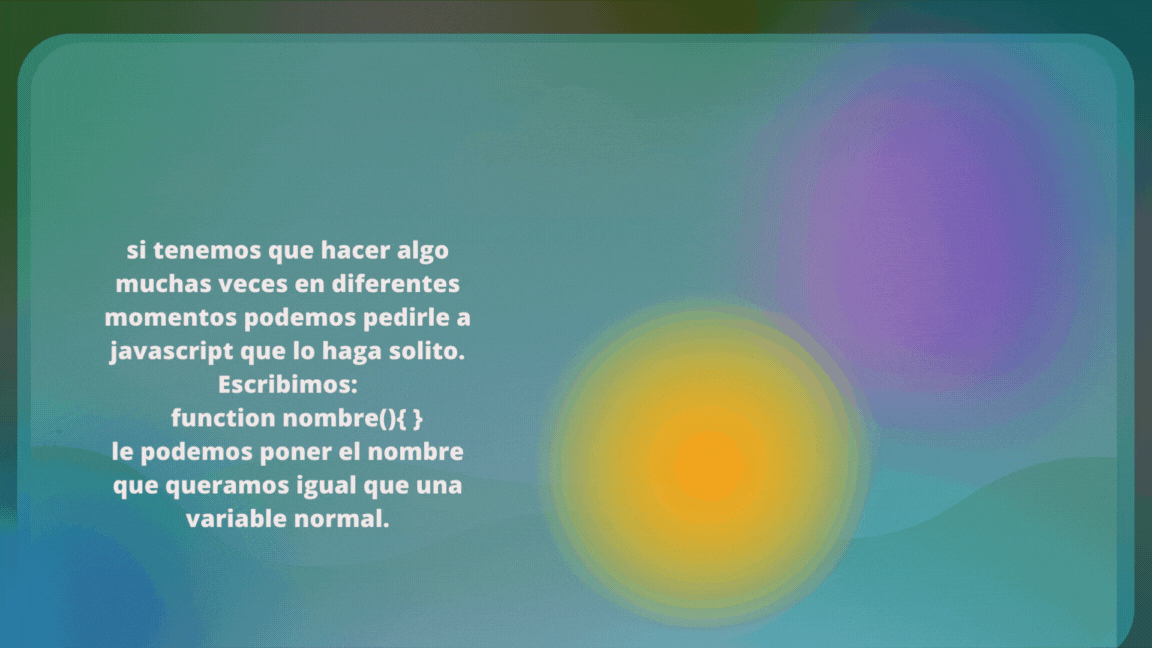 si tenemos que hacer algo
muchas veces en diferentes
momentos podemos pedirle a
javascript que lo haga solito.
Escribimos:
function nombre(){ }
le podemos poner el nombre
que queramos igual que una
variable normal.